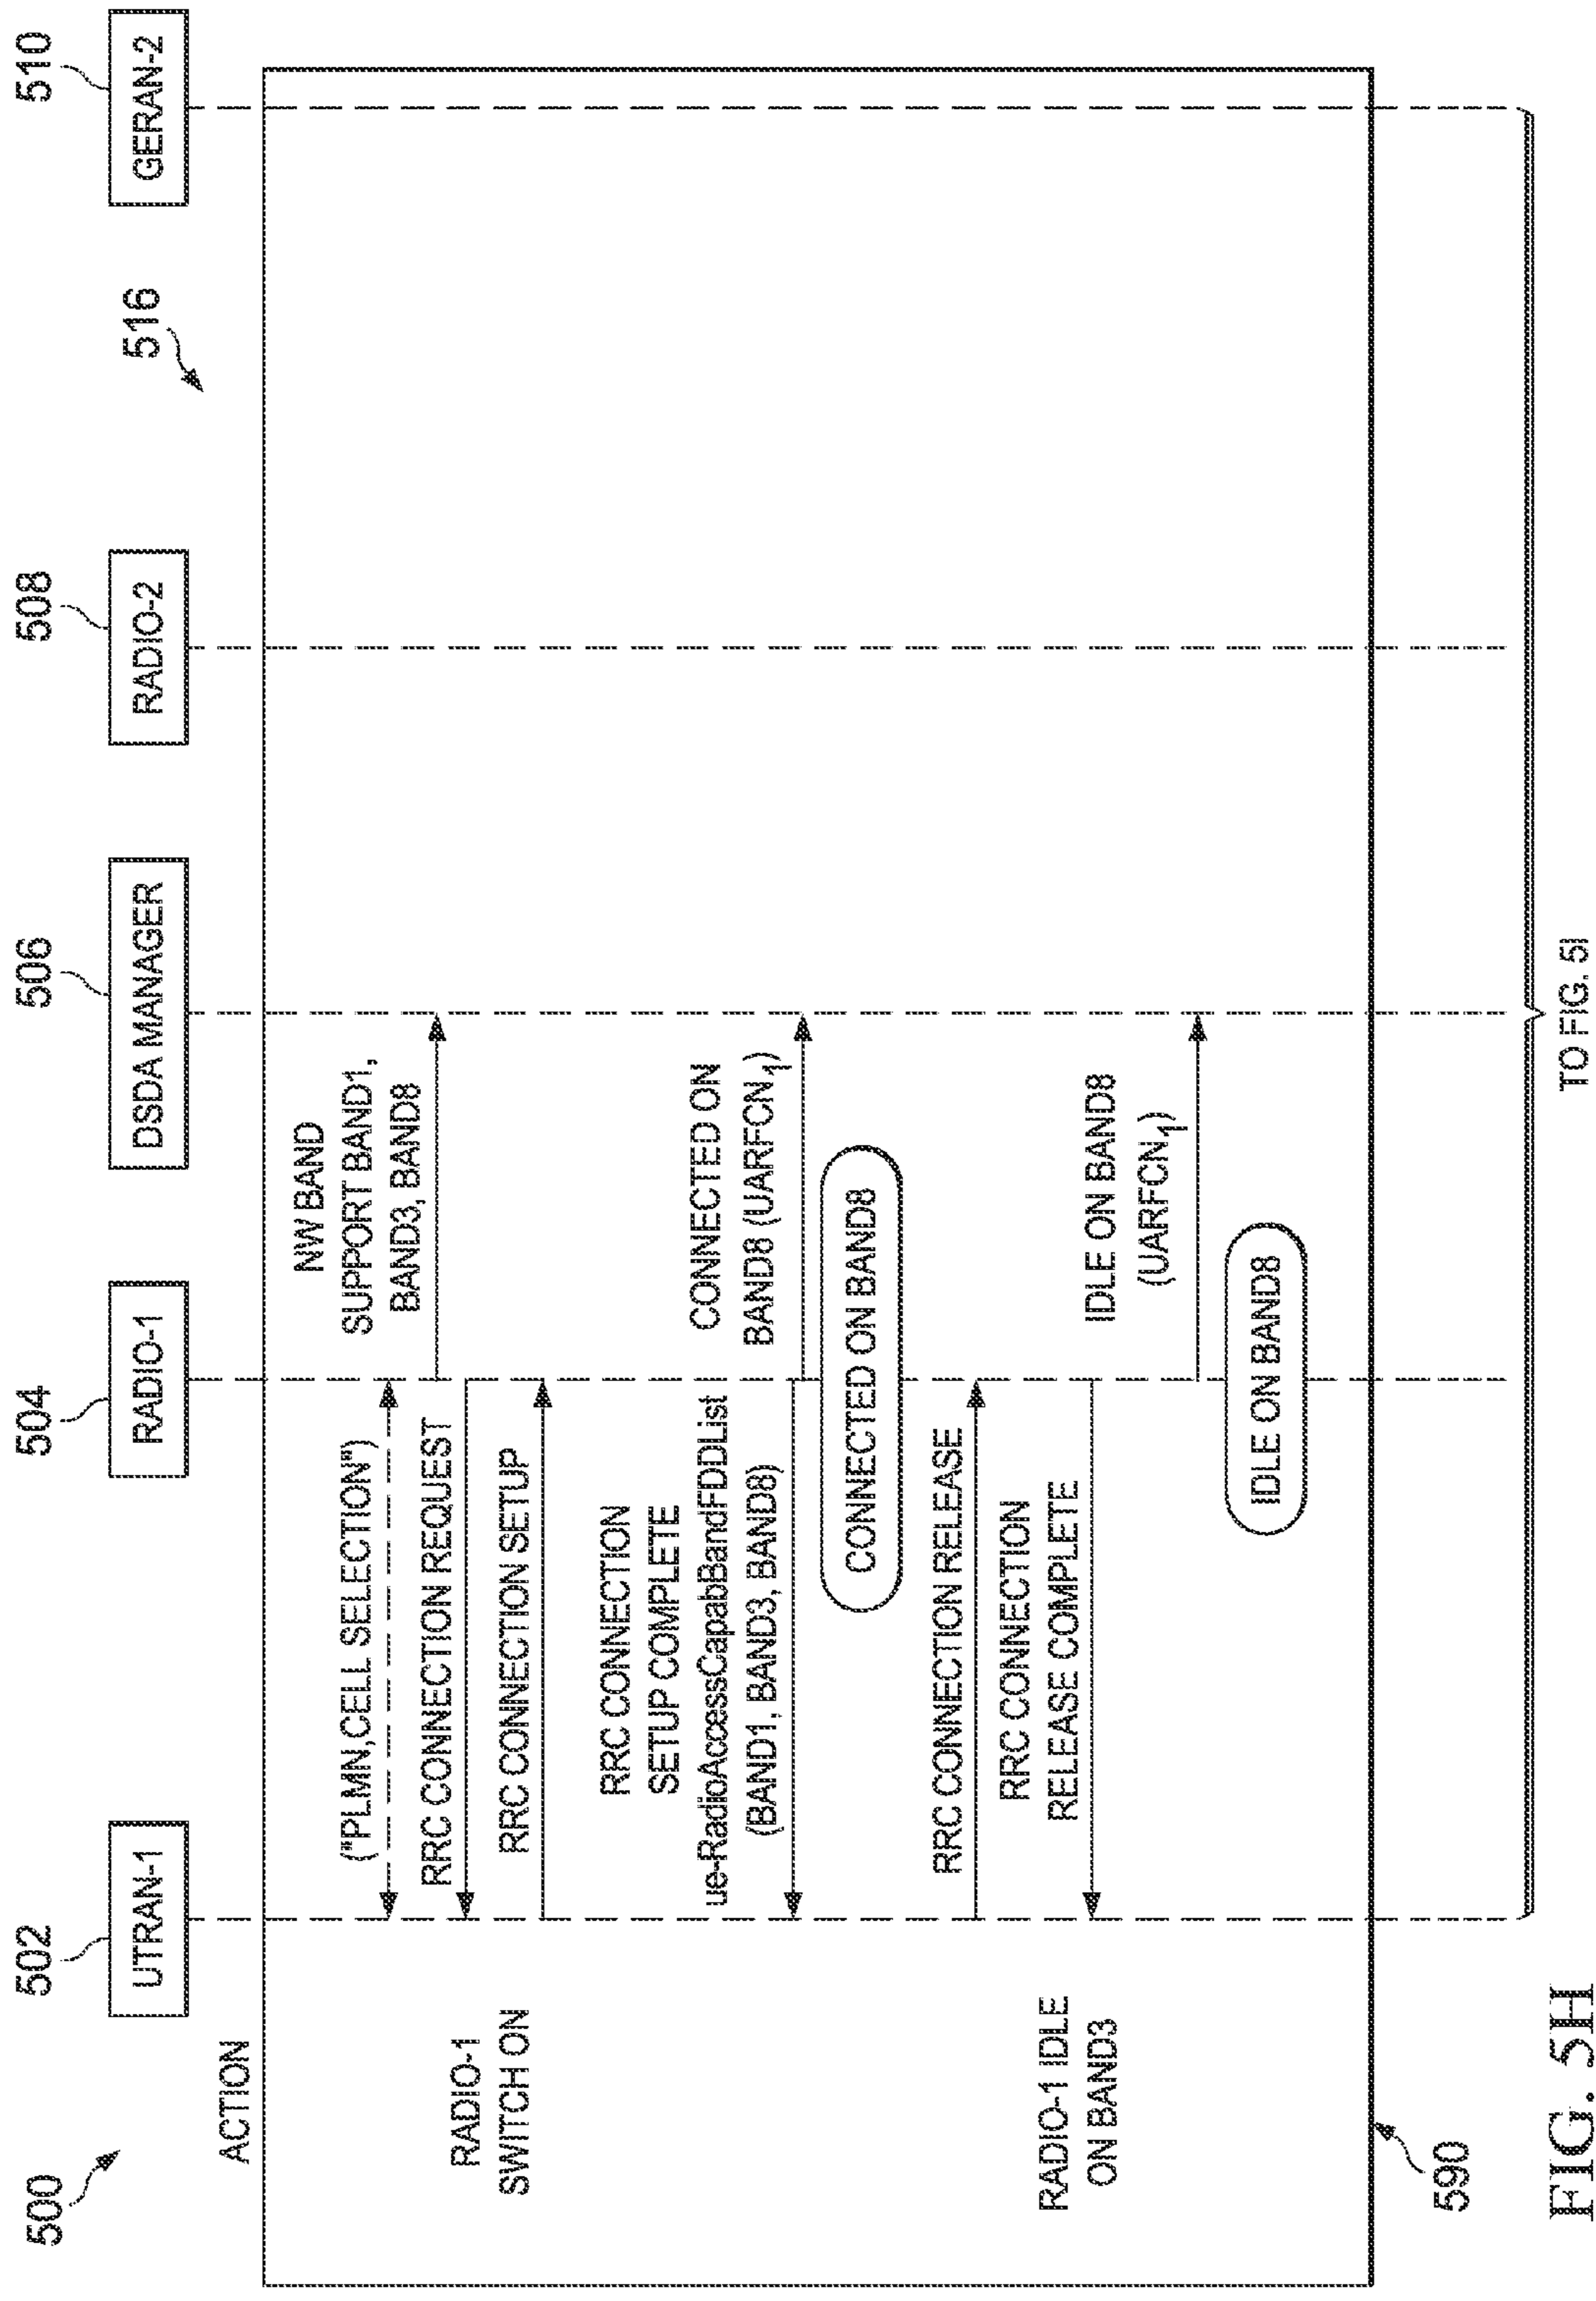 500
502
504
506
508
516
510
ACTION
UTRAN-1
RADIO-1
DSDA MANAGER
RADIO-2
GERAN-2
RADIO-1
SWITCH ON
("PLMN,CELL SELECTION")
NW BAND
SUPPORT BAND1,
BAND3, BAND8
RRC CONNECTION REQUEST
RRC CONNECTION SETUP
RRC CONNECTION
SETUP COMPLETE
ue-RadioAccessCapabBandFDDList
(BAND1, BAND3, BAND8)
CONNECTED ON
BAND8 (UARFCN1)
CONNECTED ON BAND8
RRC CONNECTION RELEASE
RADIO-1 IDLE
ON BAND3
RRC CONNECTION
RELEASE COMPLETE
IDLE ON BAND8
(UARFCN1)
IDLE ON BAND8
590
TO FIG. 5I
FIG. 5H